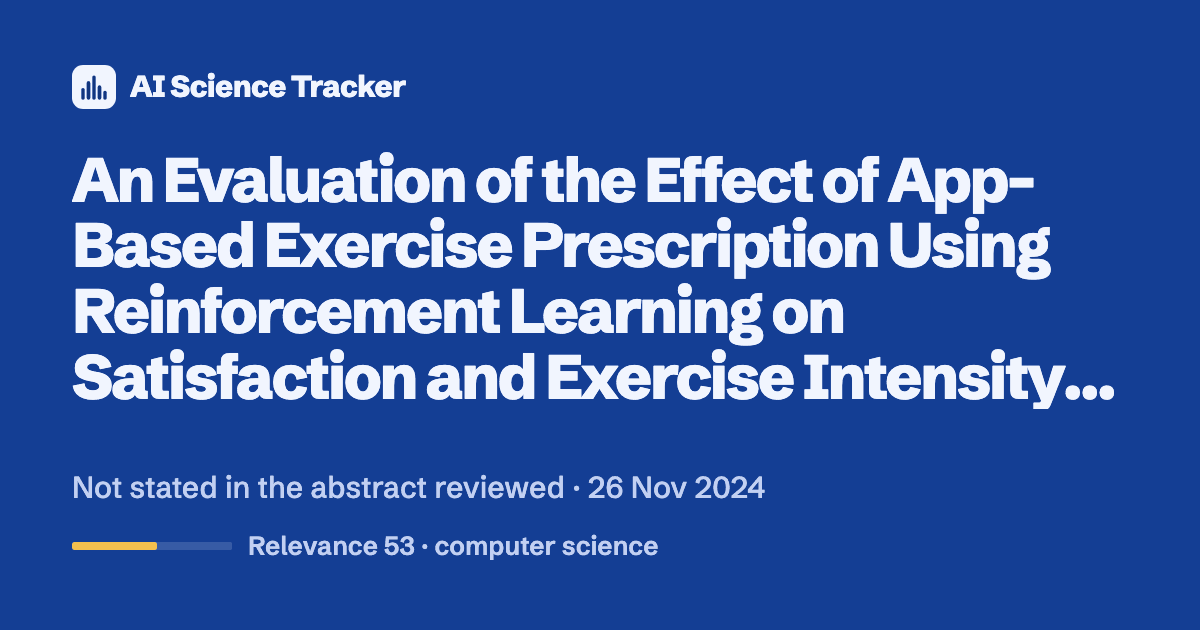 AI Science Tracker
An Evaluation of the Effect of App-
Based Exercise Prescription Using
Reinforcement Learning on
Satisfaction and Exercise Intensity...
Not stated in the abstract reviewed · 26 Nov 2024
Relevance 53 · computer science